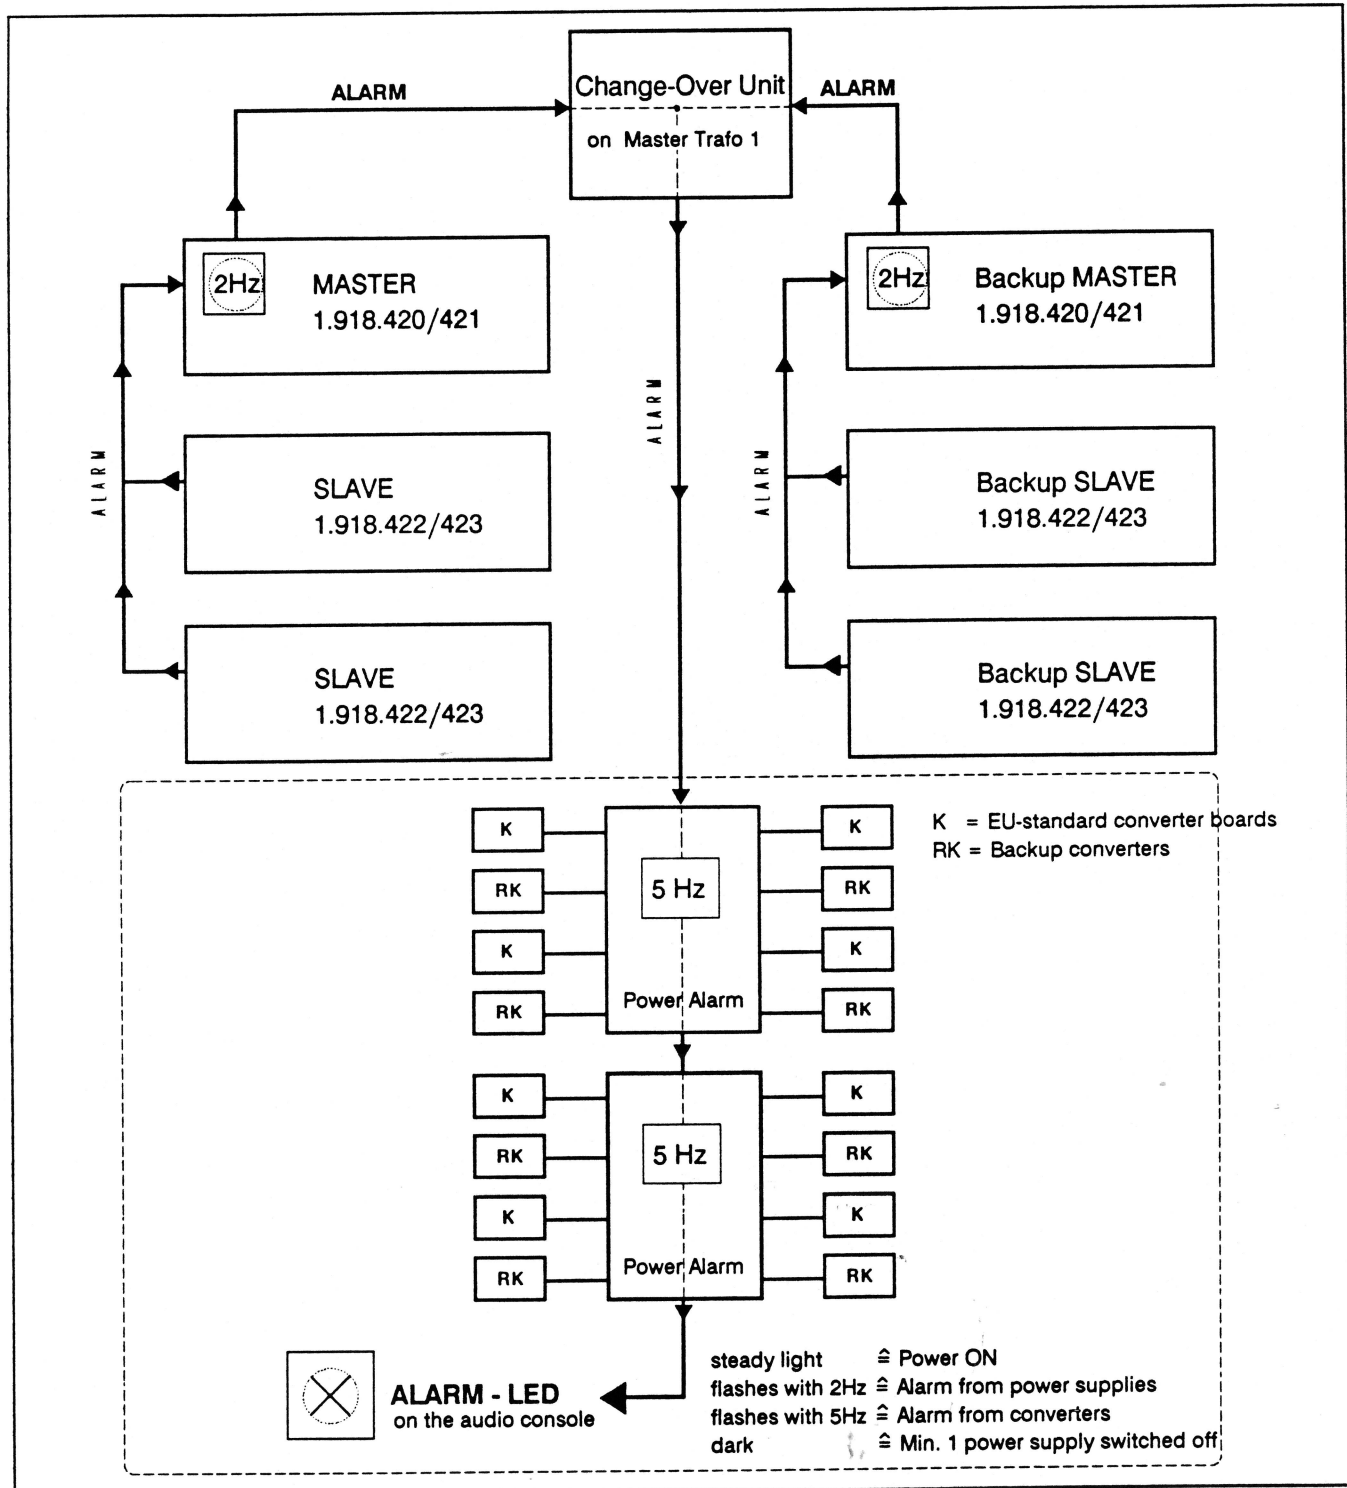 ALARM
Change-Over Unit
on Master Trafo 1
ALARM
2Hz
MASTER
1.918.420/421
2Hz
Backup MASTER
1.918.420/421
ALARM
ALARM
ALARM
SLAVE
1.918.422/423
Backup SLAVE
1.918.422/423
SLAVE
1.918.422/423
Backup SLAVE
1.918.422/423
K
K
K = EU-standard converter boards
RK = Backup converters
RK
5 Hz
RK
K
K
RK
Power Alarm
RK
K
K
RK
5 Hz
RK
K
K
RK
Power Alarm
RK
ALARM - LED
on the audio console
steady light ≙ Power ON
flashes with 2Hz ≙ Alarm from power supplies
flashes with 5Hz ≙ Alarm from converters
dark ≙ Min. 1 power supply switched off